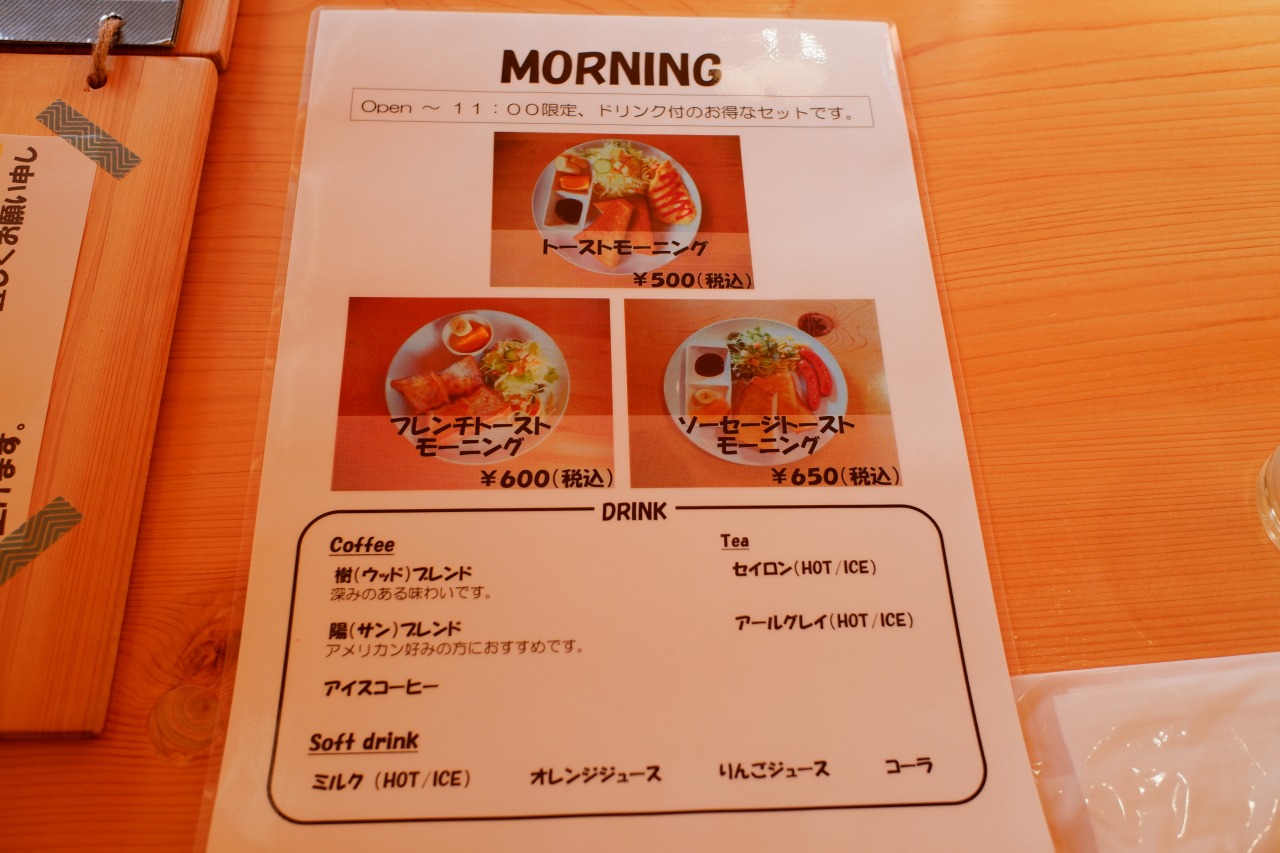 MORNING
Open ～ 11：00限定、ドリンク付のお得なセットです。
トーストモーニング
￥500(税込)
フレンチトースト
モーニング
￥600(税込)
ソーセージトースト
モーニング
￥650(税込)
DRINK
Coffee
樹(ウッド)ブレンド
深みのある味わいです。
陽(サン)ブレンド
アメリカン好みの方におすすめです。
アイスコーヒー
Tea
セイロン(HOT/ICE)
アールグレイ(HOT/ICE)
Soft drink
ミルク (HOT/ICE) オレンジジュース りんごジュース コーラ
くお願い申し
ます。